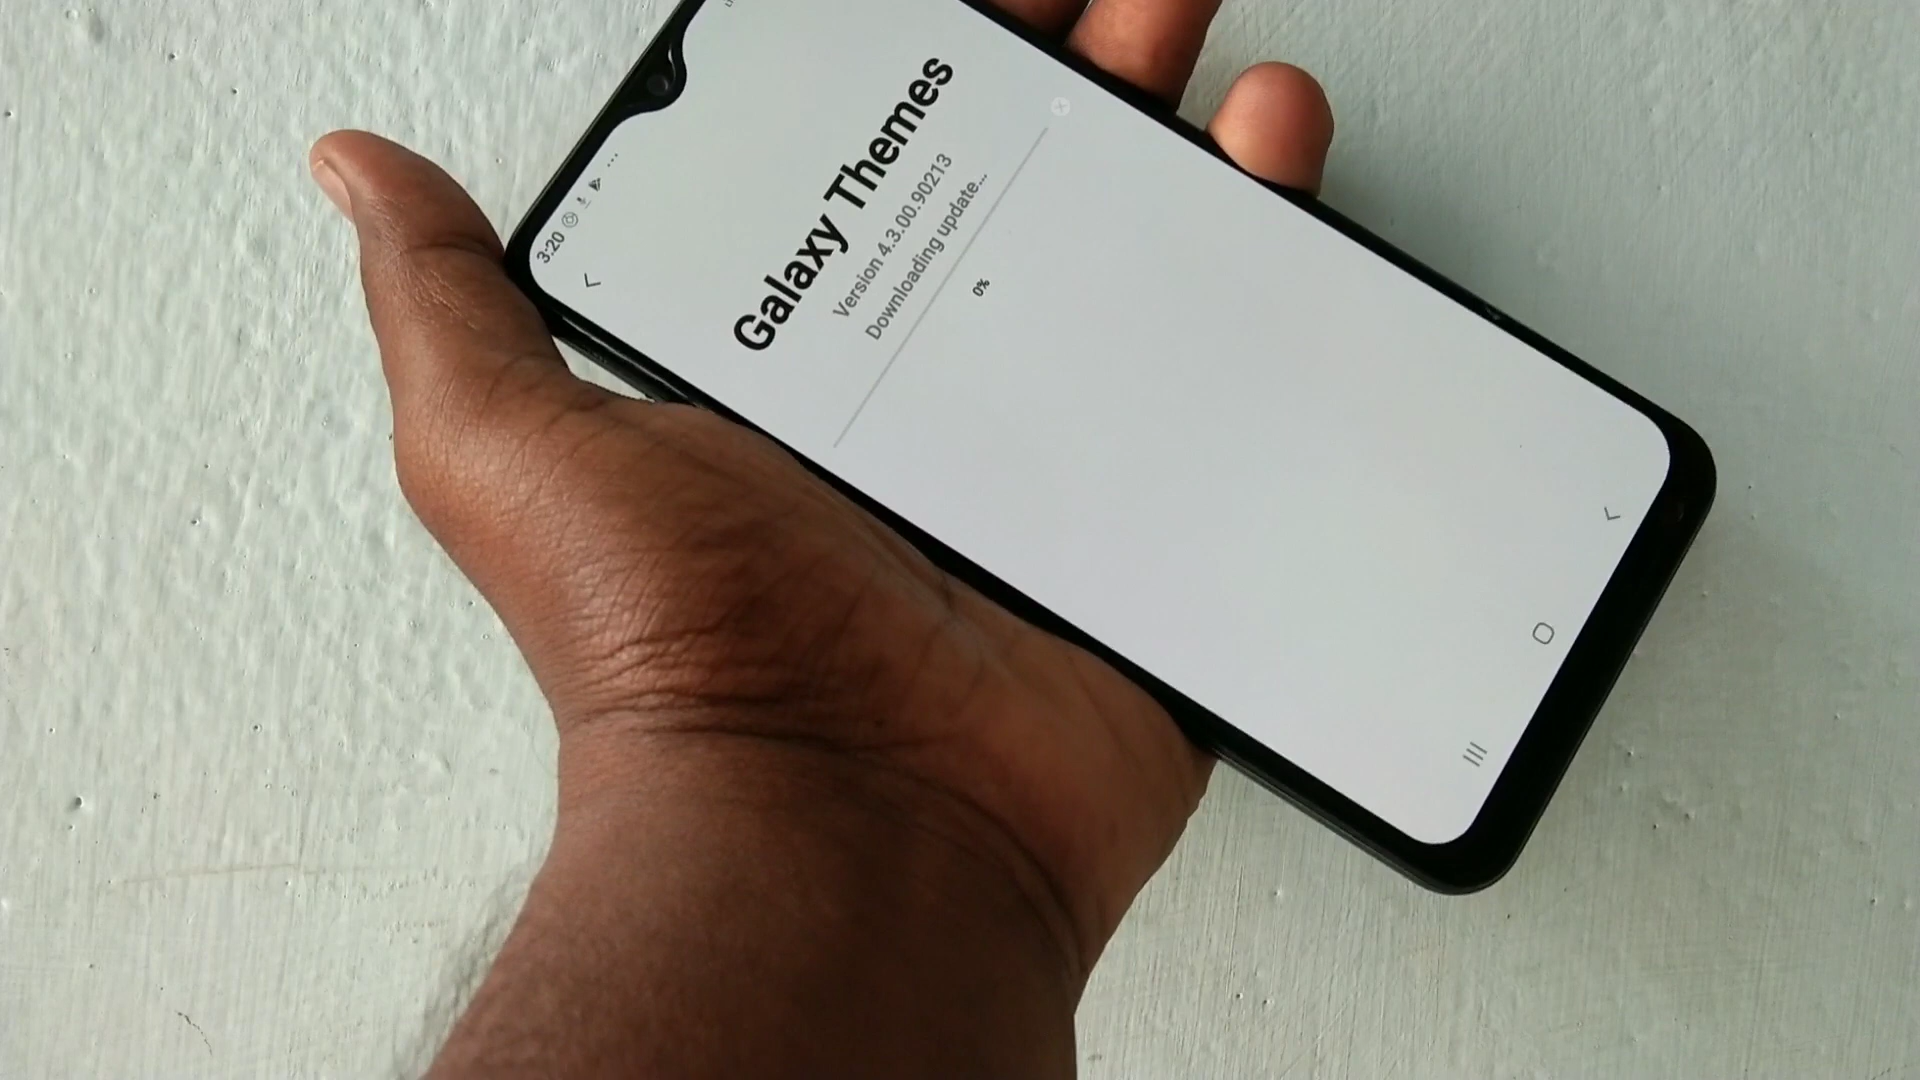 3:20
Galaxy Themes
Version 4.3.00.90213
Downloading update...
0%